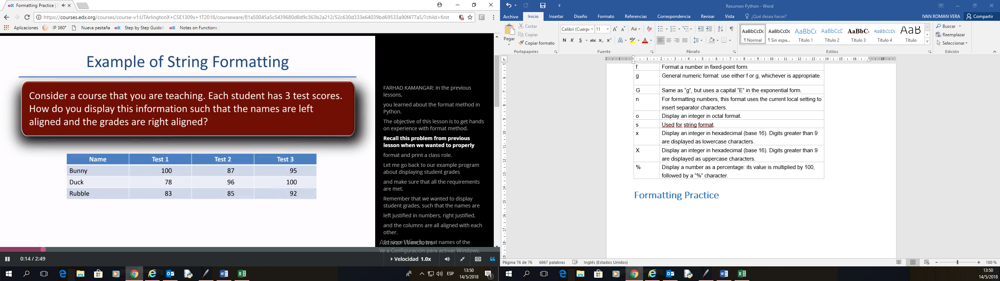 Formatting Practice |
https://courses.edx.org/courses/course-v1:UTArlingtonX+CSE1309x+1T2018/courseware/81a50045a5c5439680d8d9c363b2a212/52c630d333e64039bd69533a90f477a5/?child=first
Aplicaciones IP 360° Nueva pestaña Step by Step Guideli Notes on Functions
Example of String Formatting
Consider a course that you are teaching. Each student has 3 test scores.
How do you display this information such that the names are left
aligned and the grades are right aligned?
Name Test 1 Test 2 Test 3
Bunny 100 87 95
Duck 78 96 100
Rubble 83 85 92
FARHAD KAMANGAR: In the previous
lessons,
you learned about the format method in
Python.
The objective of this lesson is to get hands
on experience with format method.
Recall this problem from previous
lesson when we wanted to properly
format and print a class role.
Let me go back to our example program
about displaying student grades
and make sure that all the requirements
are met.
Remember that we wanted to display
student grades, such that the names are
left justified in numbers, right justified,
and the columns are all aligned with each
other.
So since I have to treat names of the
Activar Windows
Ve a Configuración para activar Windows.
0:14 / 2:49
Velocidad 1.0x
ESP
13:50
14/5/2018
1
Resumen Python - Word
Archivo Inicio Insertar Diseño Formato Referencias Correspondencia Revisar Vista ¿Qué desea hacer? IVAN ROMAN VERA Compartir
Pegar
Cortar
Copiar
Copiar formato
Portapapeles
Calibri (Cuerpo 11
N K S abc x₂ x²
Fuente
Párrafo
AaBbCcDc AaBbCcDc AaBbC( AaBbCcE AaBbC AaBbCcDc AaB
¶ Normal ¶ Sin espa... Título 1 Título 2 Título 3 Título 4 Título
Estilos
Buscar
Reemplazar
Seleccionar
Edición
f Format a number in fixed-point form.
g General numeric format: use either f or g, whichever is appropriate.
G Same as “g”, but uses a capital “E” in the exponential form.
n For formatting numbers, this format uses the current local setting to
insert separator characters.
o Display an integer in octal format.
s Used for string format.
x Display an integer in hexadecimal (base 16). Digits greater than 9
are displayed as lowercase characters.
X Display an integer in hexadecimal (base 16). Digits greater than 9
are displayed as uppercase characters.
% Display a number as a percentage: its value is multiplied by 100,
followed by a “%” character.
Formatting Practice
Página 76 de 76 6867 palabras Inglés (Estados Unidos) 100 %
13:50
14/5/2018